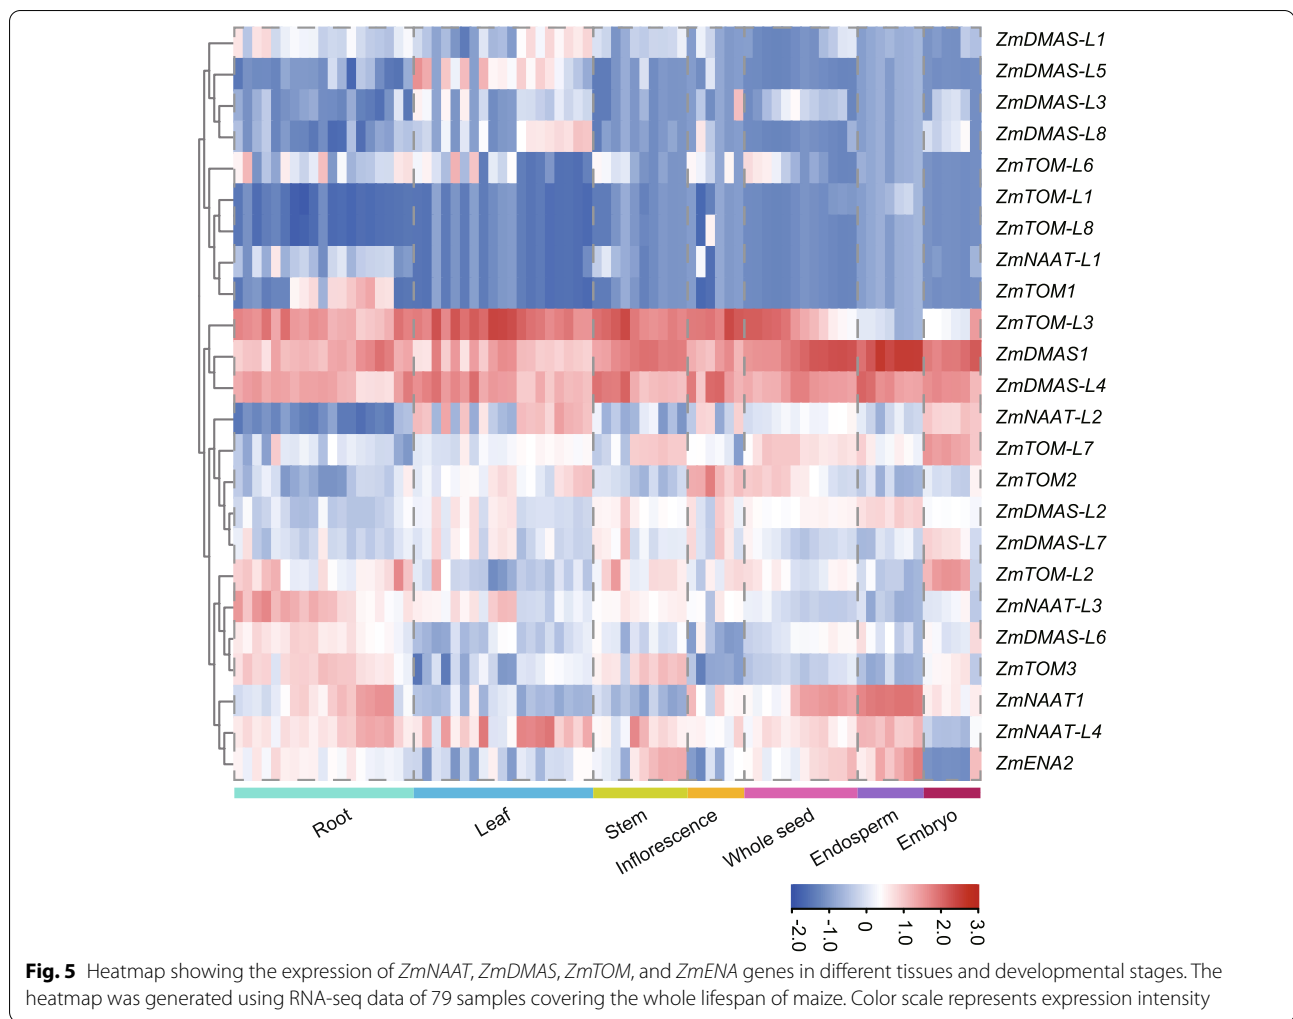 ZmDMAS-L1
ZmDMAS-L5
ZmDMAS-L3
ZmDMAS-L8
ZmTOM-L6
ZmTOM-L1
ZmTOM-L8
ZmNAAT-L1
ZmTOM1
ZmTOM-L3
ZmDMAS1
ZmDMAS-L4
ZmNAAT-L2
ZmTOM-L7
ZmTOM2
ZmDMAS-L2
ZmDMAS-L7
ZmTOM-L2
ZmNAAT-L3
ZmDMAS-L6
ZmTOM3
ZmNAAT1
ZmNAAT-L4
ZmENA2
Root
Leaf
Stem
Inflorescence
Whole seed
Endosperm
Embryo
-2.0
-1.0
0
1.0
2.0
3.0
Fig. 5 Heatmap showing the expression of ZmNAAT, ZmDMAS, ZmTOM, and ZmENA genes in different tissues and developmental stages. The
heatmap was generated using RNA-seq data of 79 samples covering the whole lifespan of maize. Color scale represents expression intensity